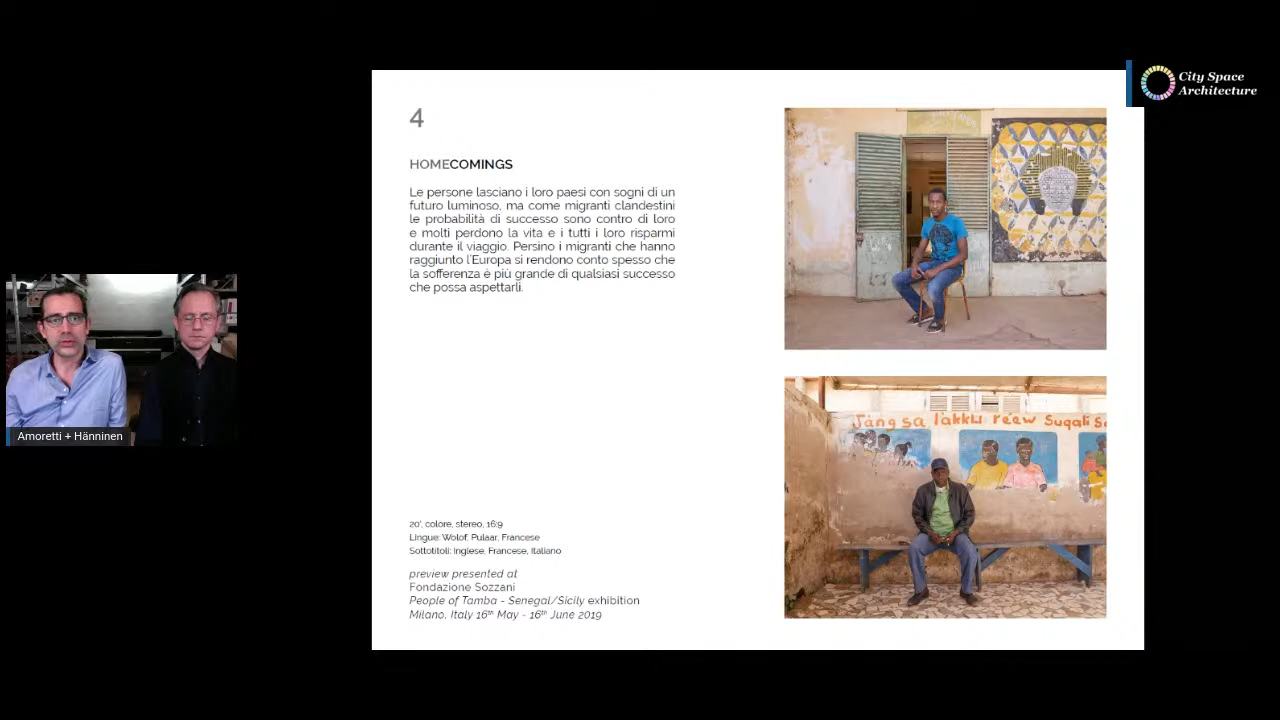 City Space
Architecture
4
HOMECOMINGS
Le persone lasciano i loro paesi con sogni di un
futuro luminoso, ma come migranti clandestini
le probabilità di successo sono contro di loro
e molti perdono la vita e i tutti i loro risparmi
durante il viaggio. Persino i migranti che hanno
raggiunto l'Europa si rendono conto spesso che
la sofferenza è più grande di qualsiasi successo
che possa aspettarli.
20', colore, stereo, 16:9
Lingue: Wolof, Pulaar, Francese
Sottotitoli: Inglese, Francese, Italiano
preview presented at
Fondazione Sozzani
People of Tamba - Senegal/Sicily exhibition
Milano, Italy 16th May - 16th June 2019
Jàng sa làkku réew Suqali
Amoretti + Hänninen